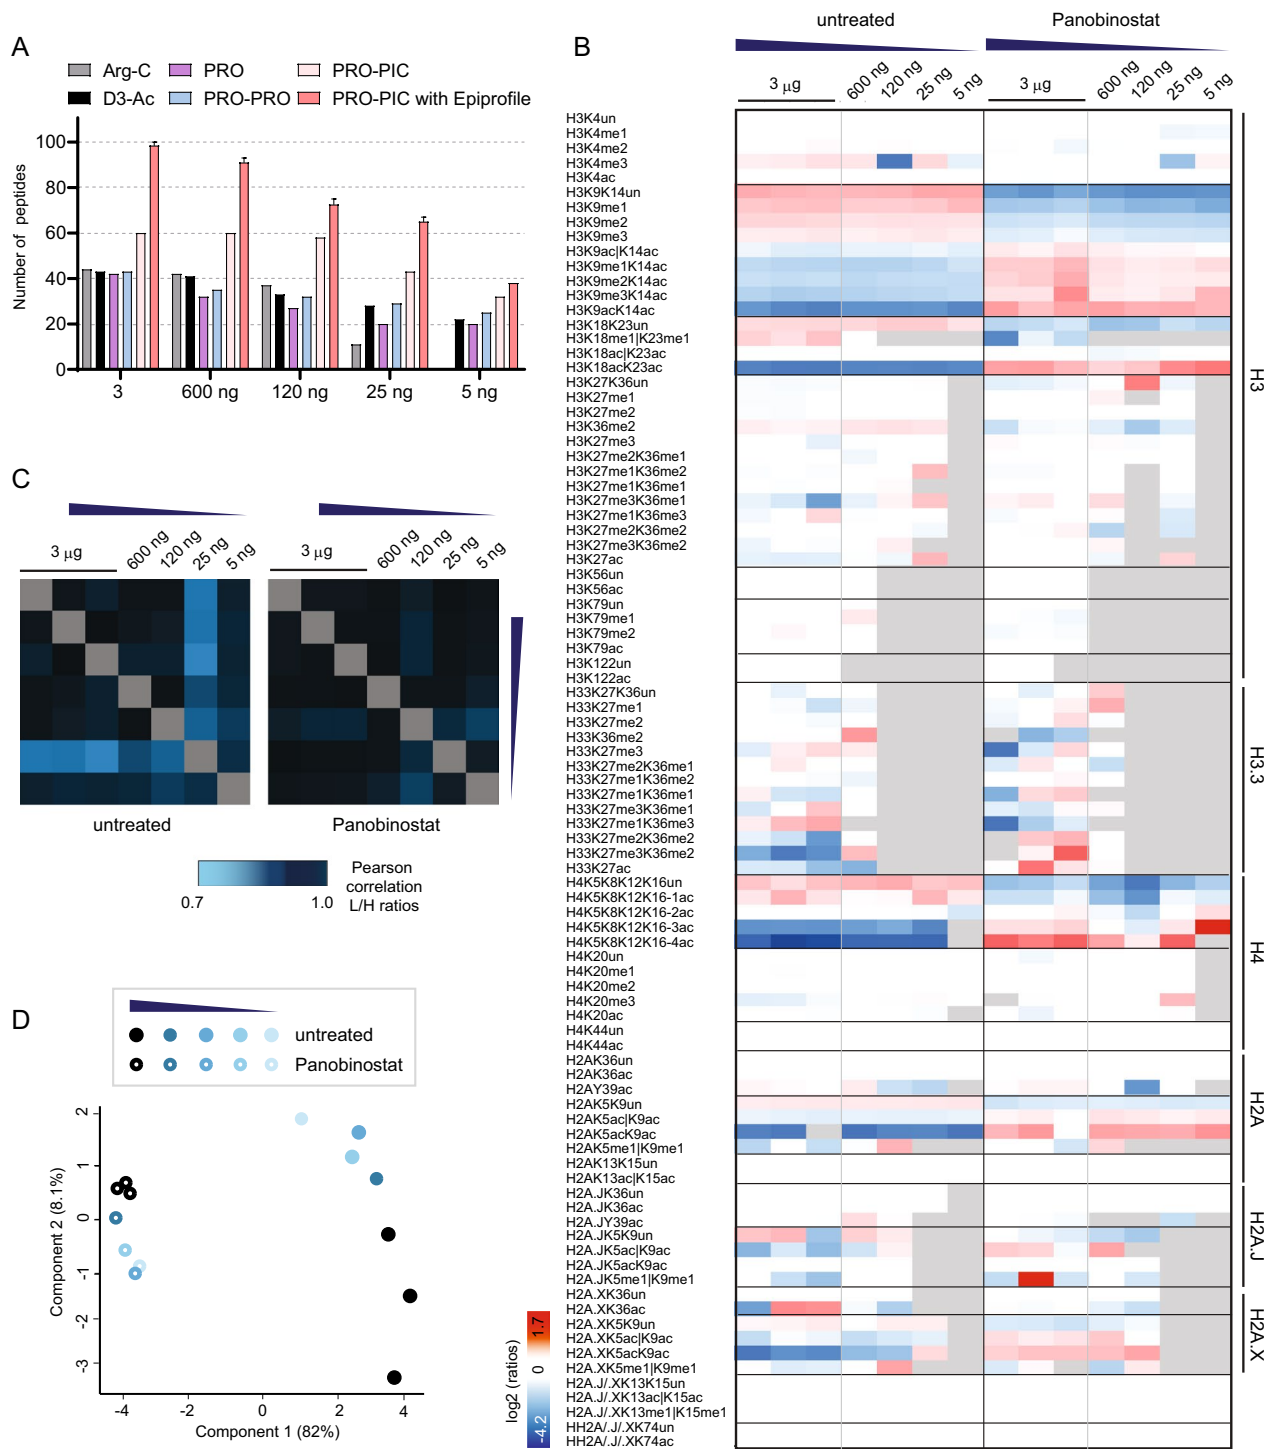 A
Arg-C
PRO
PRO-PIC
D3-Ac
PRO-PRO
PRO-PIC with Epiprofile
Number of peptides
100
80
60
40
20
0
3
600 ng
120 ng
25 ng
5 ng
B
untreated
Panobinostat
3 µg
600 ng
120 ng
25 ng
5 ng
3 µg
600 ng
120 ng
25 ng
5 ng
H3K4un
H3K4me1
H3K4me2
H3K4me3
H3K4ac
H3K9K14un
H3K9me1
H3K9me2
H3K9me3
H3K9ac|K14ac
H3K9me1K14ac
H3K9me2K14ac
H3K9me3K14ac
H3K9acK14ac
H3K18K23un
H3K18me1|K23me1
H3K18ac|K23ac
H3K18acK23ac
H3K27K36un
H3K27me1
H3K27me2
H3K36me2
H3K27me3
H3K27me2K36me1
H3K27me1K36me2
H3K27me1K36me1
H3K27me3K36me1
H3K27me1K36me3
H3K27me2K36me2
H3K27me3K36me2
H3K27ac
H3K56un
H3K56ac
H3K79un
H3K79me1
H3K79me2
H3K79ac
H3K122un
H3K122ac
H33K27K36un
H33K27me1
H33K27me2
H33K36me2
H33K27me3
H33K27me2K36me1
H33K27me1K36me2
H33K27me1K36me1
H33K27me3K36me1
H33K27me1K36me3
H33K27me2K36me2
H33K27me3K36me2
H33K27ac
H4K5K8K12K16un
H4K5K8K12K16-1ac
H4K5K8K12K16-2ac
H4K5K8K12K16-3ac
H4K5K8K12K16-4ac
H4K20un
H4K20me1
H4K20me2
H4K20me3
H4K20ac
H4K44un
H4K44ac
H2AK36un
H2AK36ac
H2AY39ac
H2AK5K9un
H2AK5ac|K9ac
H2AK5acK9ac
H2AK5me1|K9me1
H2AK13K15un
H2AK13ac|K15ac
H2A.JK36un
H2A.JK36ac
H2A.JY39ac
H2A.JK5K9un
H2A.JK5ac|K9ac
H2A.JK5acK9ac
H2A.JK5me1|K9me1
H2A.XK36un
H2A.XK36ac
H2A.XK5K9un
H2A.XK5ac|K9ac
H2A.XK5acK9ac
H2A.XK5me1|K9me1
H2A.J/.XK13K15un
H2A.J/.XK13ac|K15ac
H2A.J/.XK13me1|K15me1
HH2A/.J/.XK74un
HH2A/.J/.XK74ac
H3
H3.3
H4
H2A
H2A.J
H2A.X
log2 (ratios)
1.7
0
-4.2
C
3 µg
600 ng
120 ng
25 ng
5 ng
3 µg
600 ng
120 ng
25 ng
5 ng
untreated
Panobinostat
0.7
1.0
Pearson
correlation
L/H ratios
D
untreated
Panobinostat
Component 2 (8.1%)
2
1
0
-1
-2
-3
-4
-2
0
2
4
Component 1 (82%)